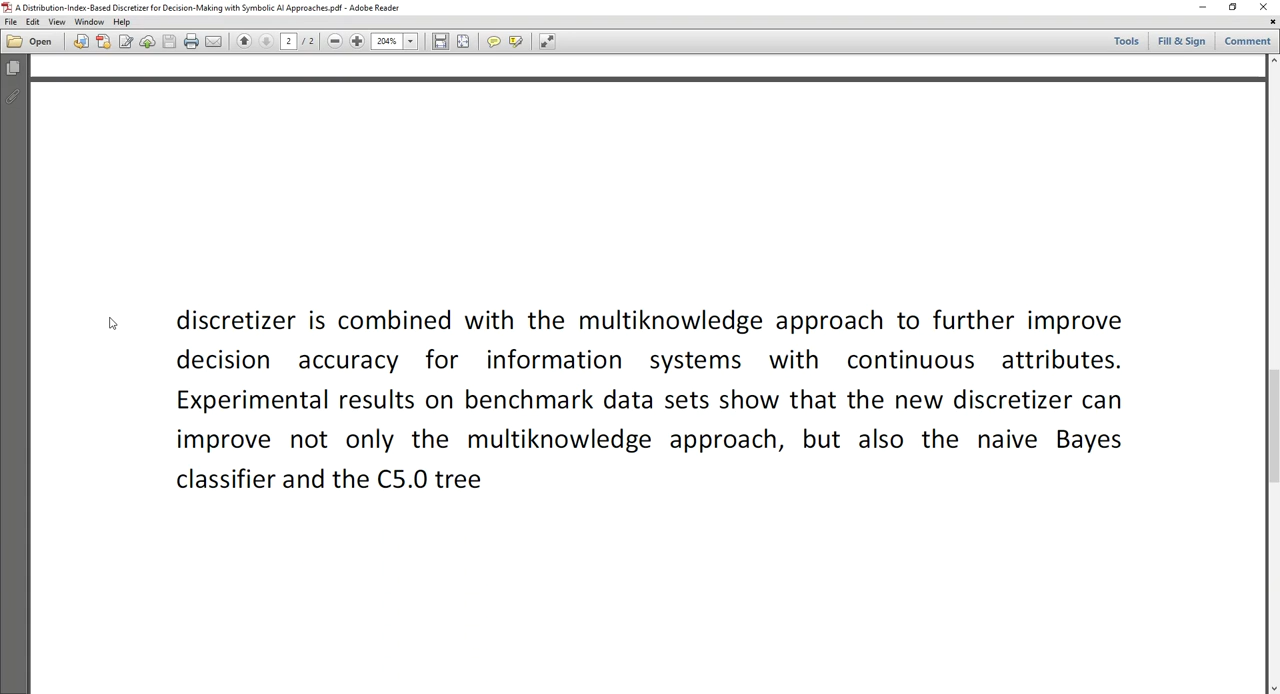 A Distribution-Index-Based Discretizer for Decision-Making with Symbolic AI Approaches.pdf - Adobe Reader
File Edit View Window Help
Open 2 / 2 204% Tools Fill & Sign Comment
discretizer is combined with the multiknowledge approach to further improve
decision accuracy for information systems with continuous attributes.
Experimental results on benchmark data sets show that the new discretizer can
improve not only the multiknowledge approach, but also the naive Bayes
classifier and the C5.0 tree